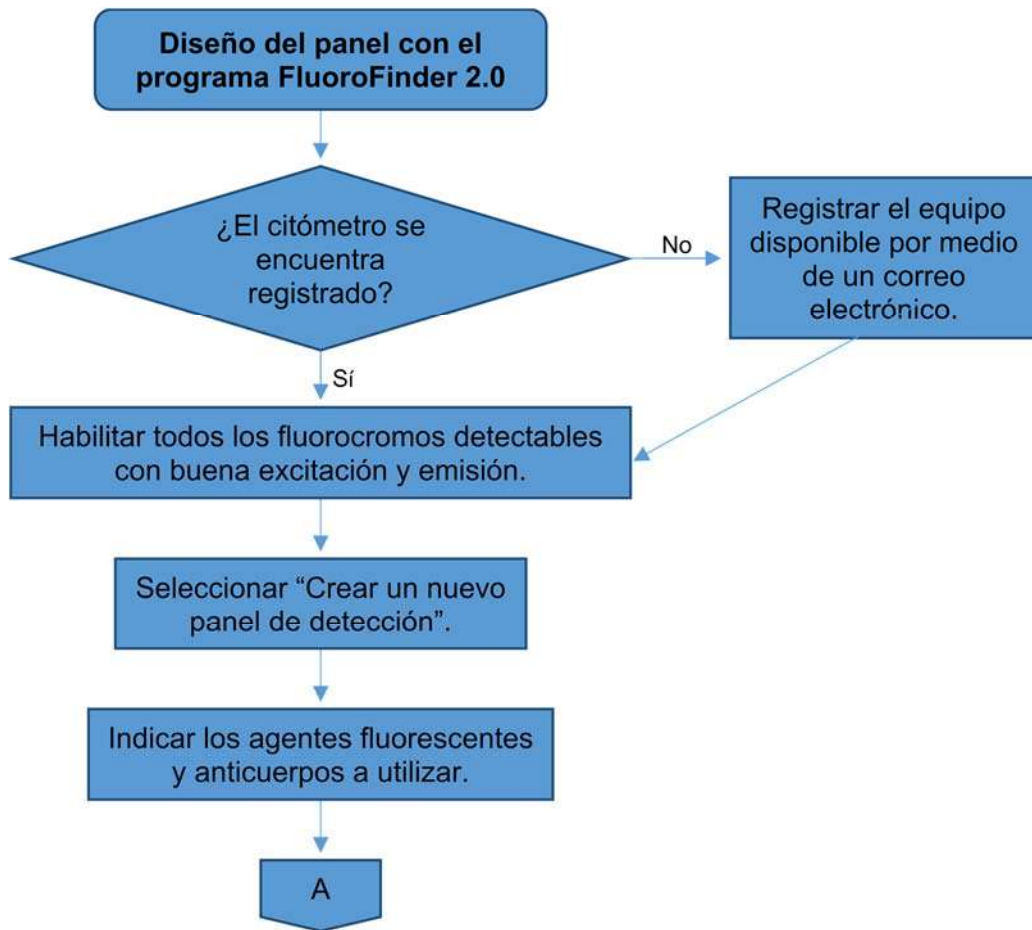 Diseño del panel con el
programa FluoroFinder 2.0
¿El citómetro se
encuentra
registrado?
No
Registrar el equipo
disponible por medio
de un correo
electrónico.
Sí
Habilitar todos los fluorocromos detectables
con buena excitación y emisión.
Seleccionar “Crear un nuevo
panel de detección”.
Indicar los agentes fluorescentes
y anticuerpos a utilizar.
A